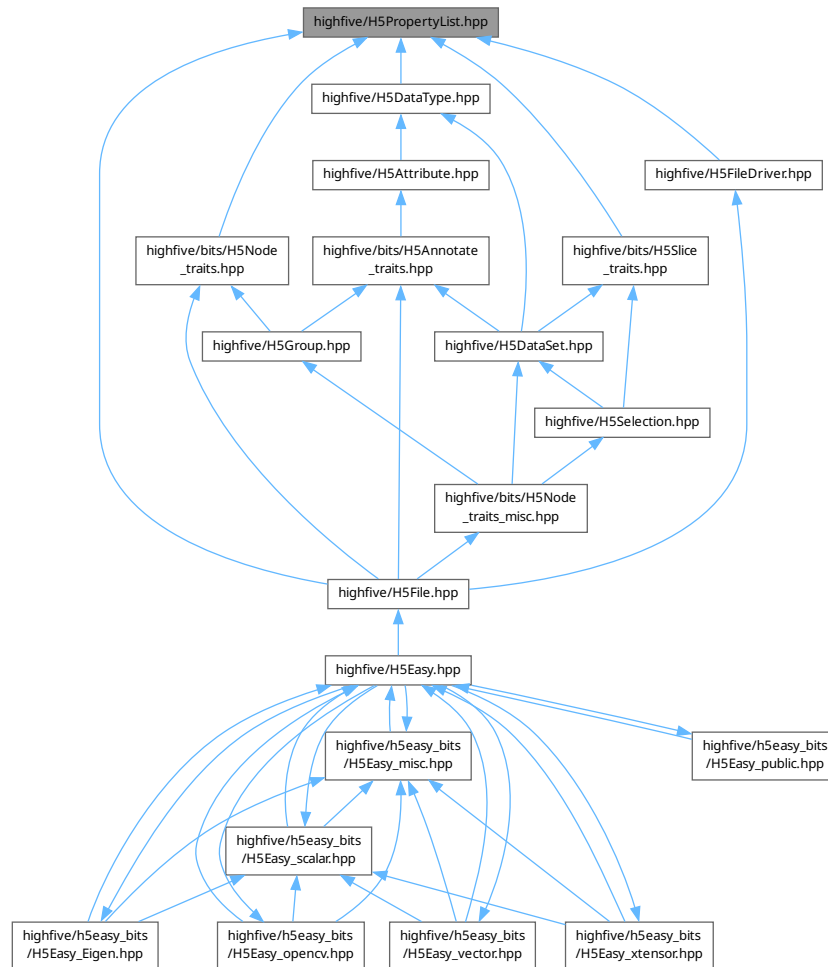 highfive/H5PropertyList.hpp
highfive/H5DataType.hpp
highfive/H5Attribute.hpp
highfive/H5FileDriver.hpp
highfive/bits/H5Node
_traits.hpp
highfive/bits/H5Annotate
_traits.hpp
highfive/bits/H5Slice
_traits.hpp
highfive/H5Group.hpp
highfive/H5DataSet.hpp
highfive/H5Selection.hpp
highfive/bits/H5Node
_traits_misc.hpp
highfive/H5File.hpp
highfive/H5Easy.hpp
highfive/h5easy_bits
/H5Easy_misc.hpp
highfive/h5easy_bits
/H5Easy_public.hpp
highfive/h5easy_bits
/H5Easy_scalar.hpp
highfive/h5easy_bits
/H5Easy_Eigen.hpp
highfive/h5easy_bits
/H5Easy_opencv.hpp
highfive/h5easy_bits
/H5Easy_vector.hpp
highfive/h5easy_bits
/H5Easy_xtensor.hpp